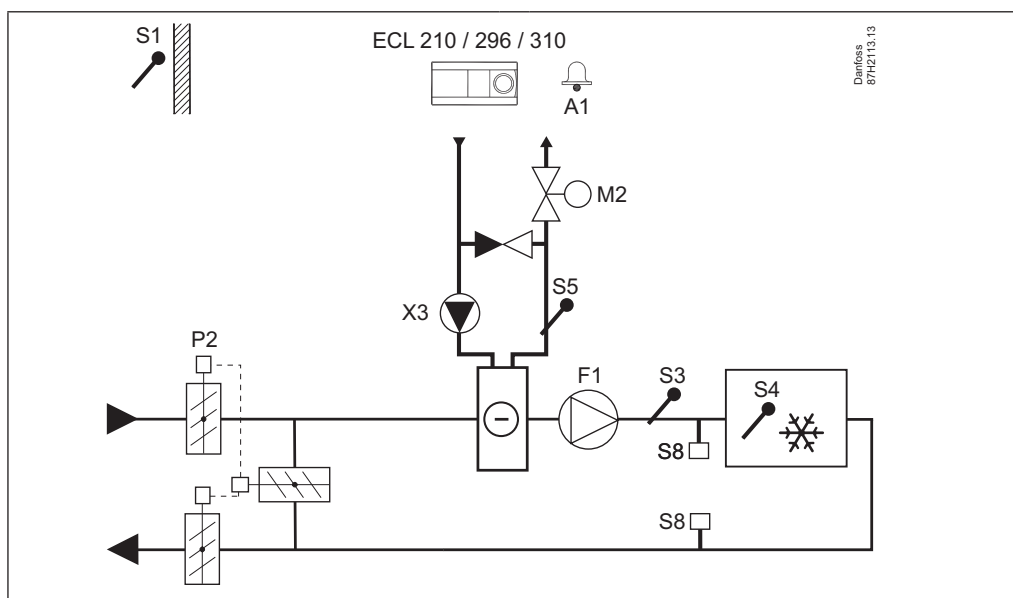 S1
ECL 210 / 296 / 310
A1
Danfoss
87H2113.13
M2
S5
X3
P2
F1
S3
S4
S8
S8